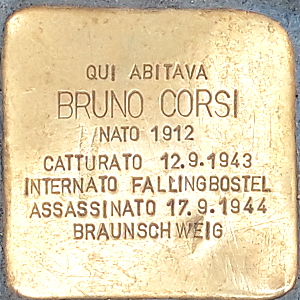 QUI ABITAVA
BRUNO CORSI
NATO 1912
CATTURATO 12.9.1943
INTERNATO FALLINGBOSTEL
ASSASSINATO 17.9.1944
BRAUNSCHWEIG